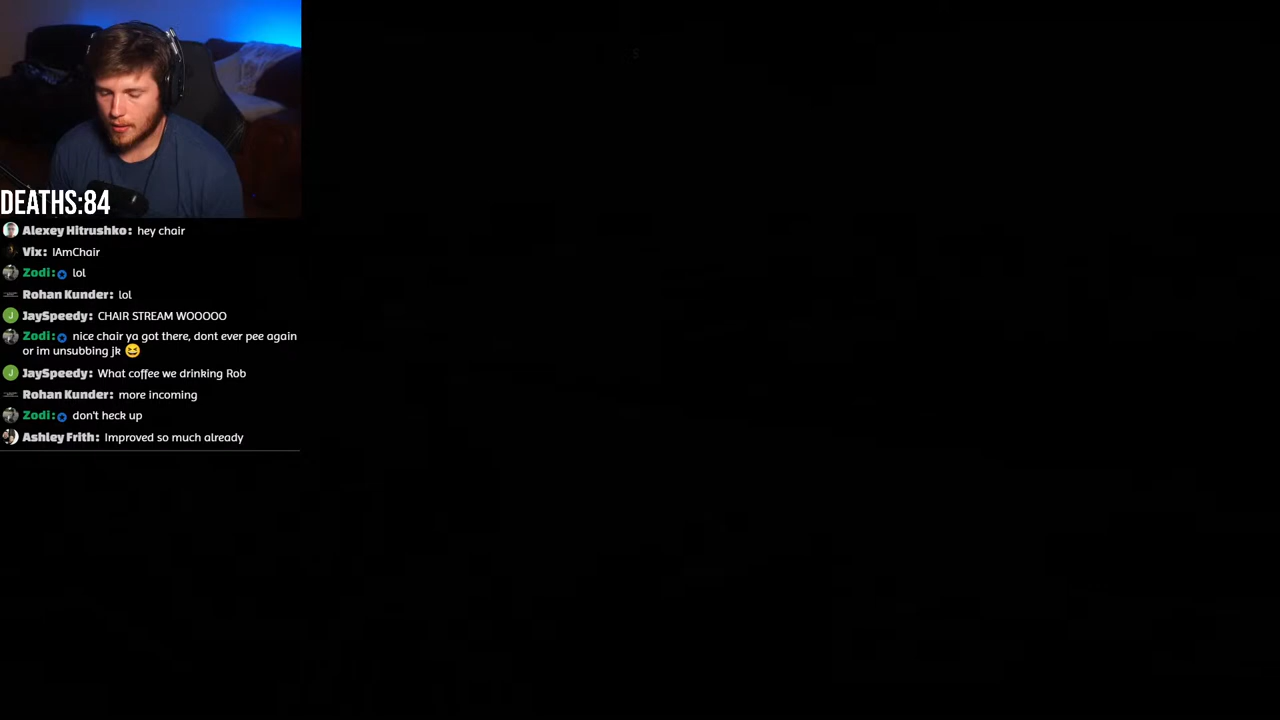 DEATHS:84
Alexey Hitrushko: hey chair
Vix: IAmChair
Zodi: lol
Rohan Kunder: lol
JaySpeedy: CHAIR STREAM WOOOOO
Zodi: nice chair ya got there, dont ever pee again
or im unsubbing jk 😆
JaySpeedy: What coffee we drinking Rob
Rohan Kunder: more incoming
Zodi: don't heck up
Ashley Frith: Improved so much already